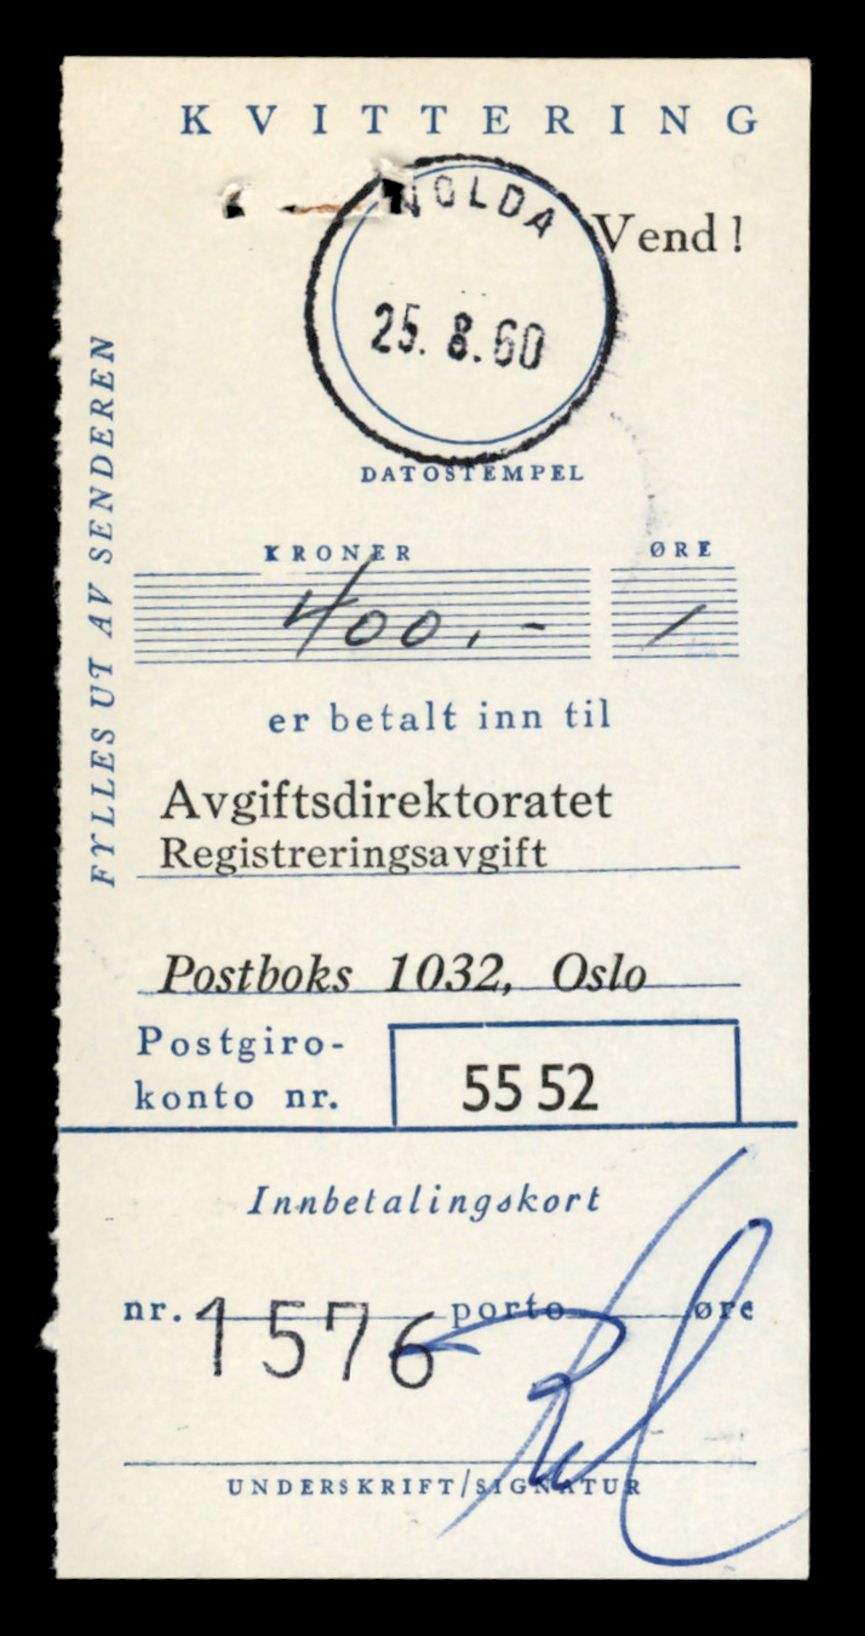 KVITTERING
NOLDA
Vend!
25. 8. 60
DATOSTEMPEL
FYLLES UT AV SENDEREN
KRONER ØRE
400,- /
er betalt inn til
Avgiftsdirektoratet
Registreringsavgift
Postboks 1032, Oslo
Postgiro-
konto nr. 55 52
Innbetalingskort
nr. 1576 porto øre
UNDERSKRIFT/SIGNATUR